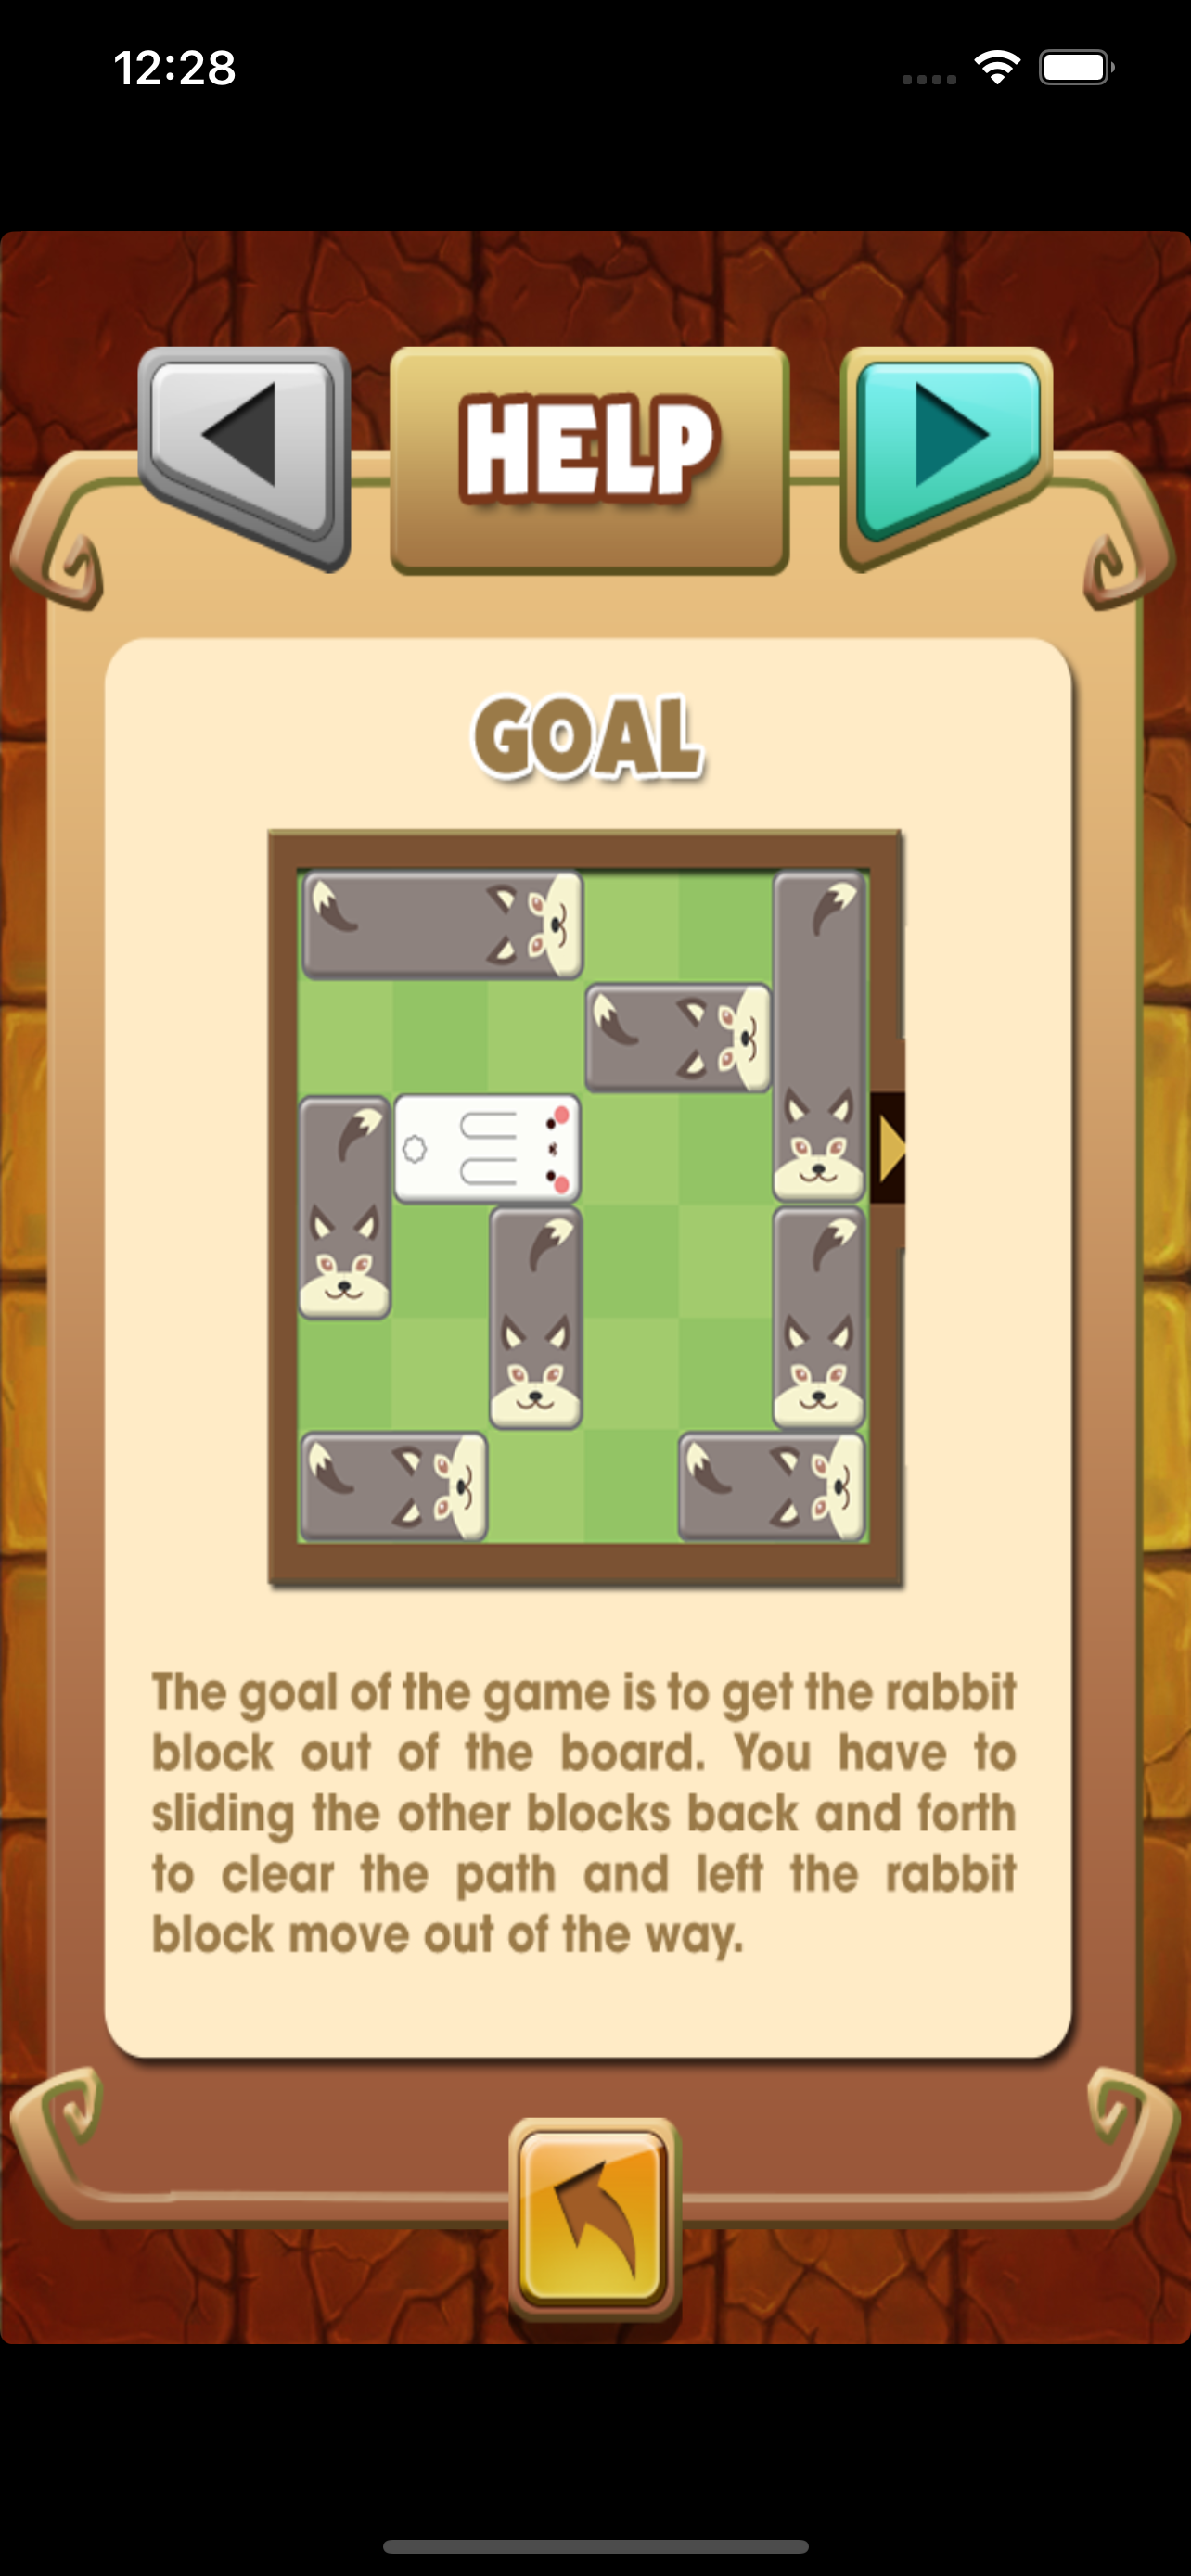 12:28
HELP
GOAL
The goal of the game is to get the rabbit
block out of the board. You have to
sliding the other blocks back and forth
to clear the path and left the rabbit
block move out of the way.